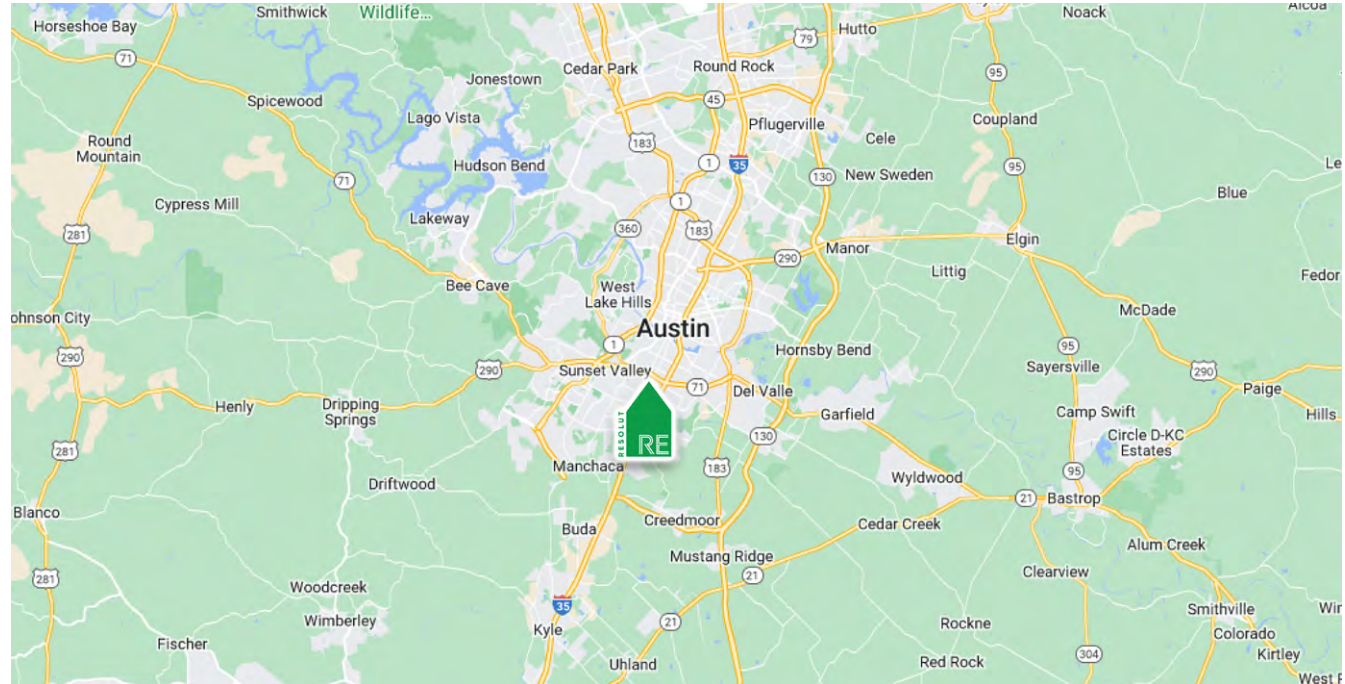 Smithwick
Wildlife...
Noack
Alcoa
Horseshoe Bay
79
Hutto
71
Cedar Park
Round Rock
95
Jonestown
Spicewood
45
Lago Vista
Pflugerville
Coupland
Round
Mountain
183
1
35
Cele
Hudson Bend
95
71
130
New Sweden
Blue
Cypress Mill
1
Lakeway
360
183
281
Elgin
Manor
290
Littig
Fedor
Bee Cave
West
Lake Hills
ohnson City
McDade
Austin
1
Hornsby Bend
95
290
290
Sunset Valley
Sayersville
290
71
Del Valle
Paige
Henly
Dripping
Springs
Garfield
Camp Swift
Hills
RESOLUT
RE
130
Circle D-KC
Estates
281
Manchaca
183
95
Driftwood
Wyldwood
21
Bastrop
Blanco
Buda
Creedmoor
Cedar Creek
Alum Creek
Mustang Ridge
21
Clearview
281
Woodcreek
35
Smithville
Wimberley
Kyle
21
Rockne
Colorado
Fischer
Uhland
Red Rock
304
Kirtley